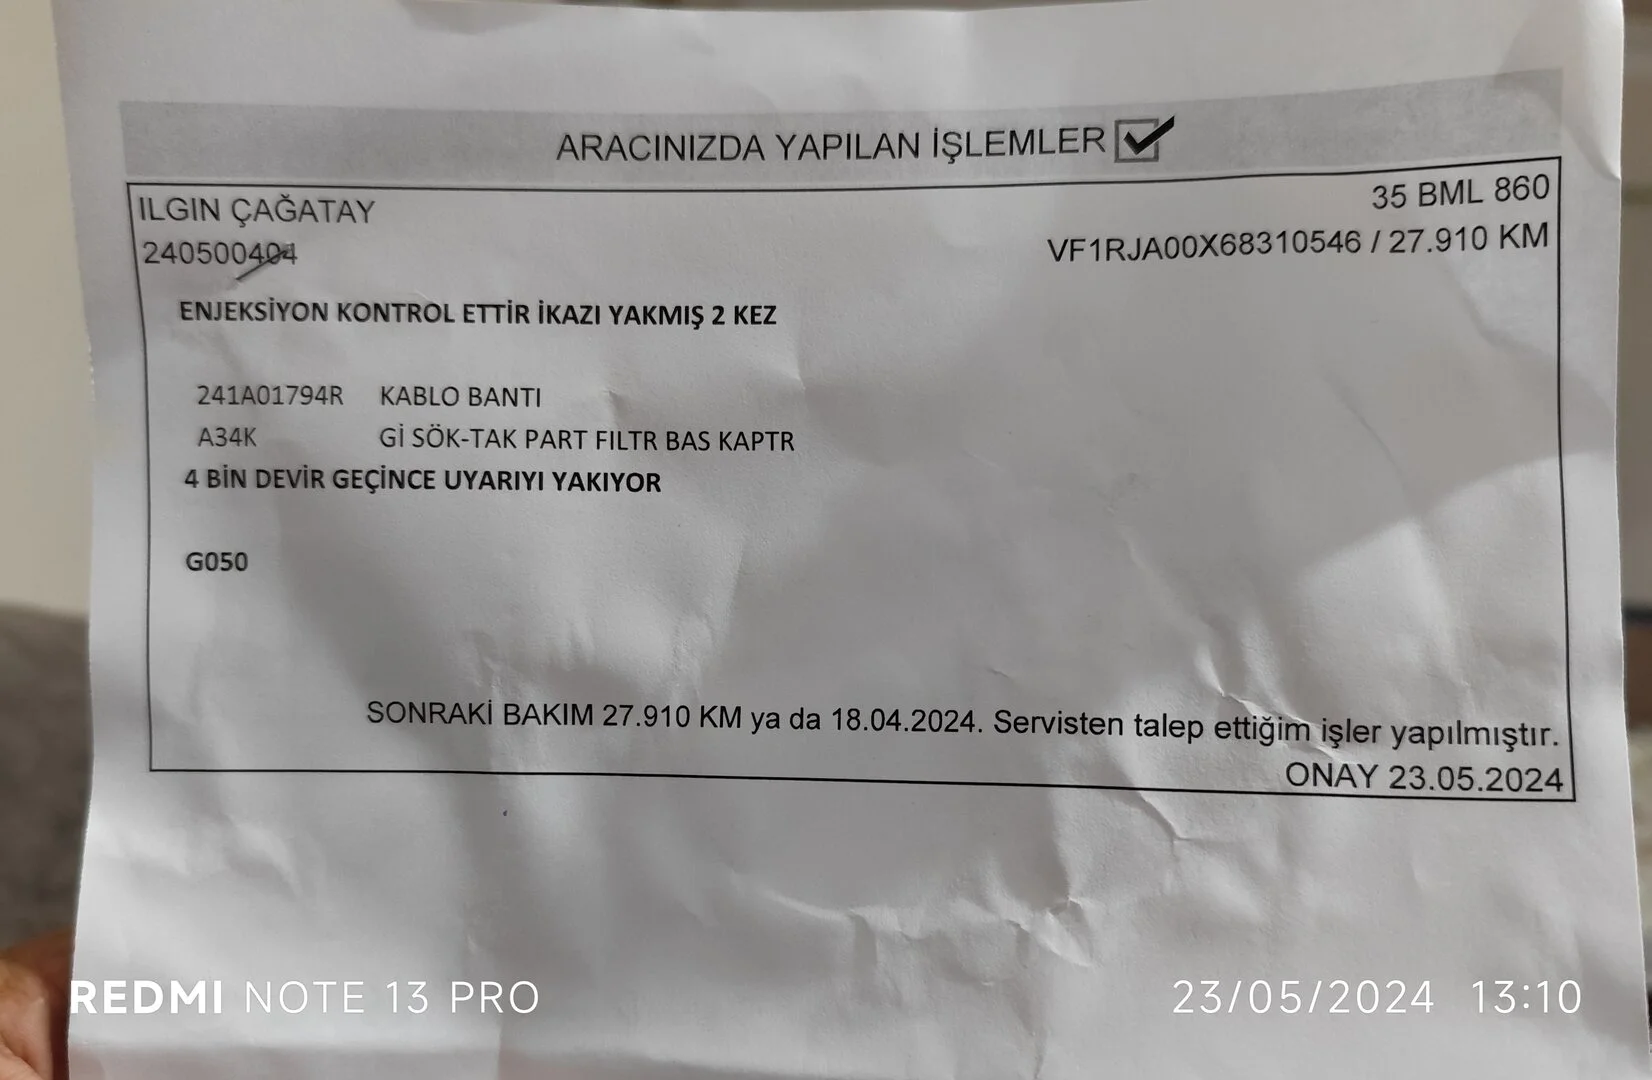 ARACINIZDA YAPILAN İŞLEMLER
ILGIN ÇAĞATAY
35 BML 860
240500404
VF1RJA00X68310546 / 27.910 KM
ENJEKSİYON KONTROL ETTİR İKAZI YAKMIŞ 2 KEZ
241A01794R KABLO BANTI
A34K Gİ SÖK-TAK PART FILTR BAS KAPTR
4 BİN DEVİR GEÇİNCE UYARIYI YAKIYOR
G050
SONRAKİ BAKIM 27.910 KM ya da 18.04.2024. Servisten talep ettiğim işler yapılmıştır.
ONAY 23.05.2024
REDMI NOTE 13 PRO
23/05/2024 13:10